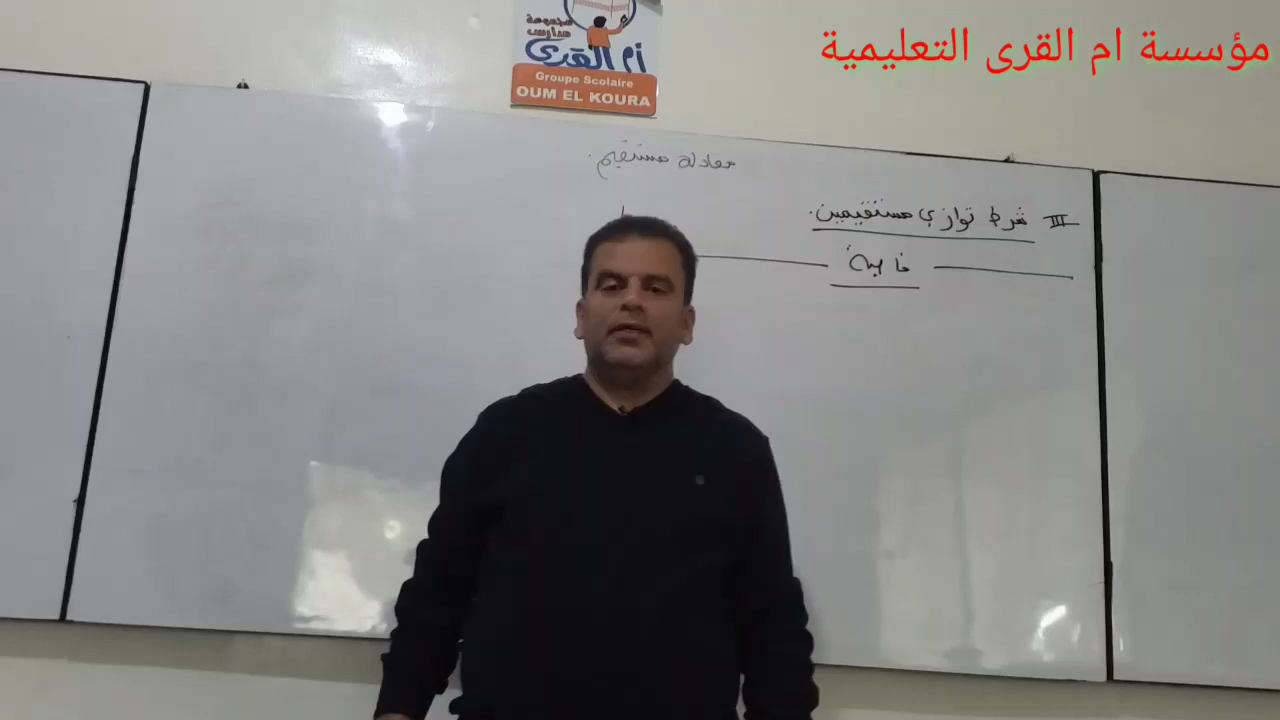 مؤسسة ام القرى التعليمية
مجموعة
مدارس
أم القرى
Groupe Scolaire
OUM EL KOURA
معادلة مستقيم.
III شرط توازي مستقيمين.
خاصية